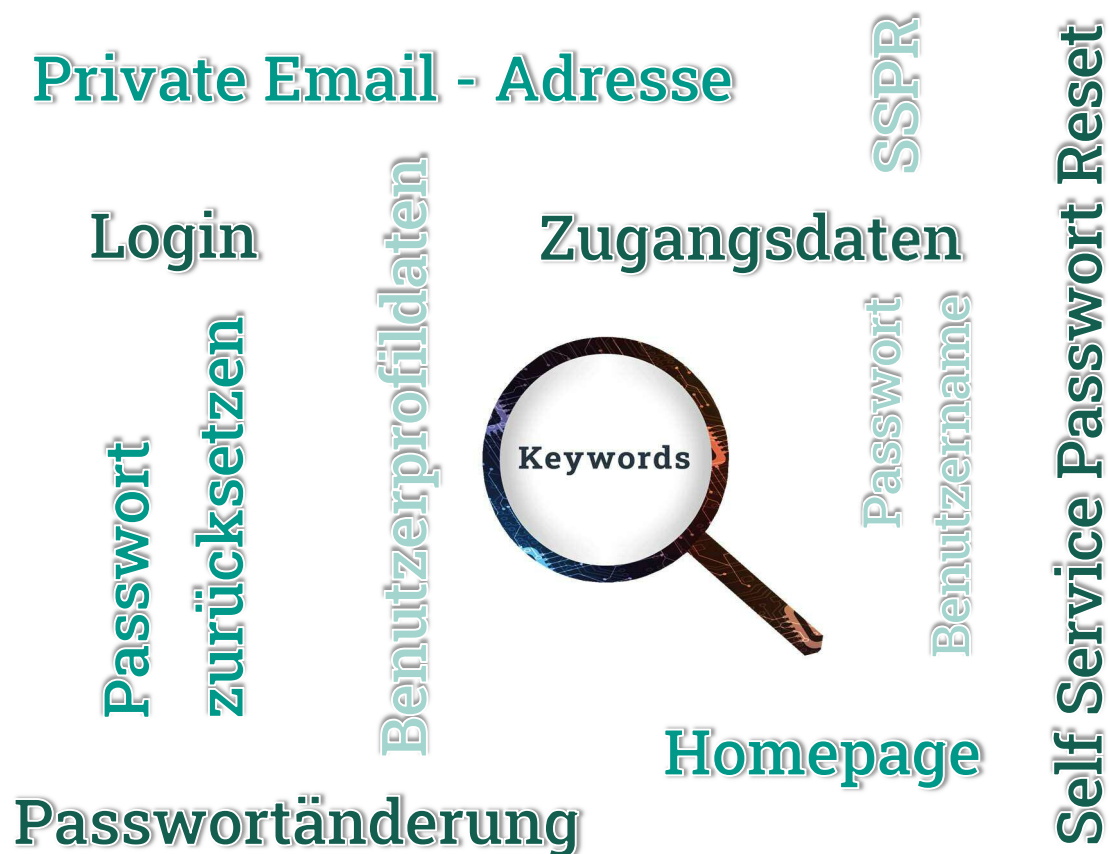 Private Email - Adresse
SSPR
Self Service Passwort Reset
Login
Benutzerprofildaten
Zugangsdaten
Passwort
zurücksetzen
Keywords
Passwort
Benutzername
Homepage
Passwortänderung